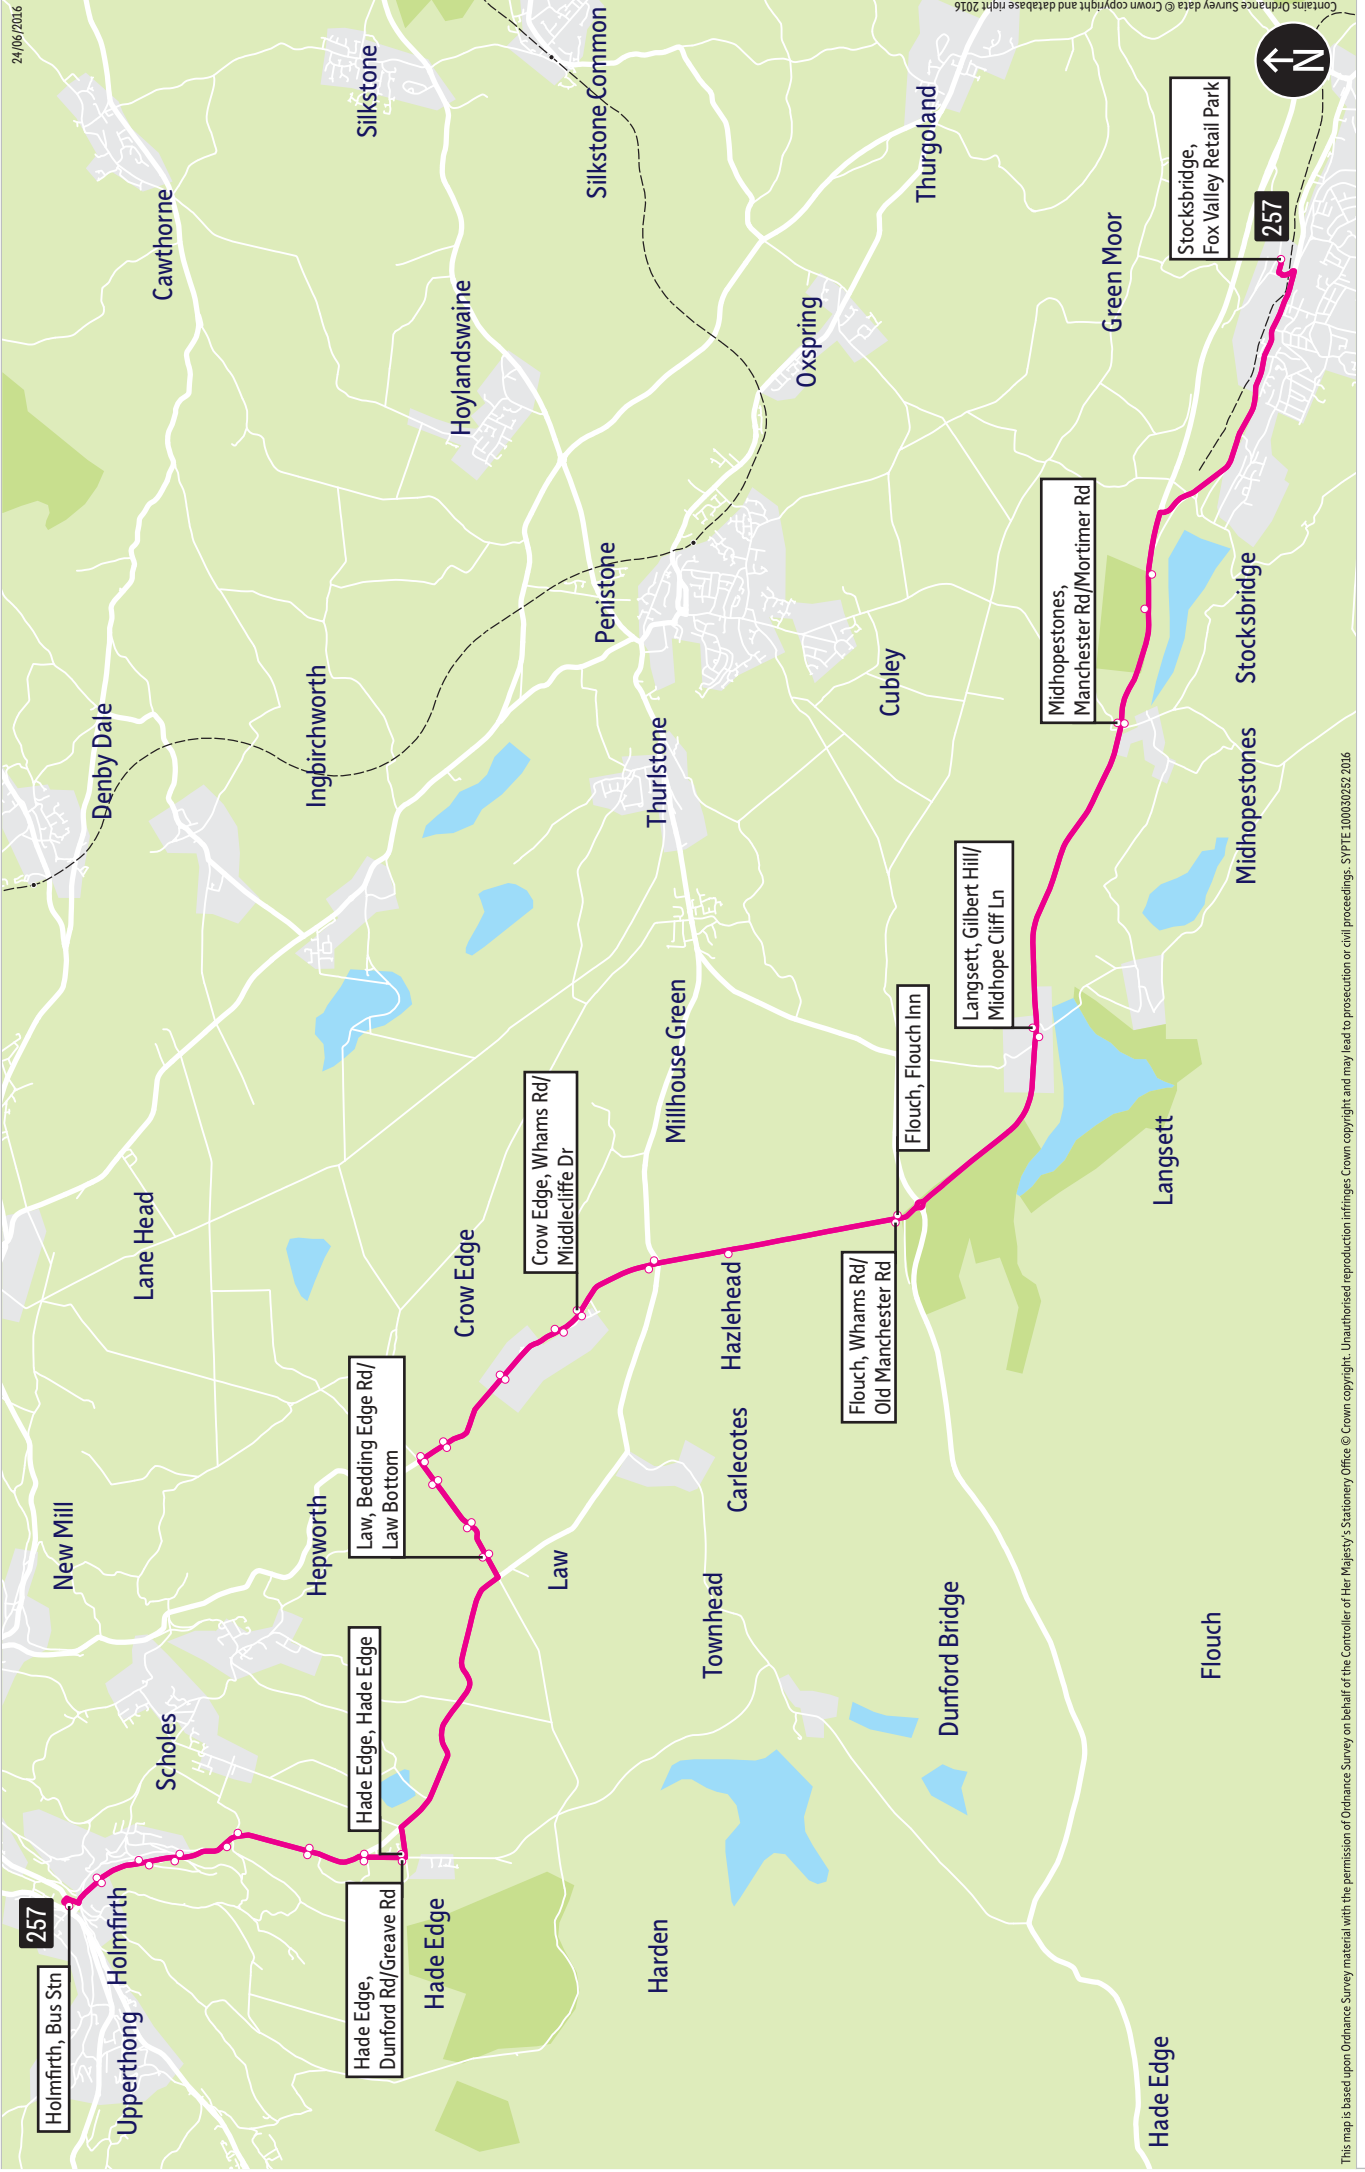 24/06/2016
Contains Ordnance Survey data © Crown copyright and database right 2016
N
257
Holmfirth, Bus Stn
Upperthong
Holmfirth
Scholes
New Mill
Hepworth
Lane Head
Denby Dale
Ingbirchworth
Cawthorne
Silkstone
Silkstone Common
Hoylandswaine
Hade Edge, Hade Edge
Hade Edge,
Dunford Rd/Greave Rd
Hade Edge
Law, Bedding Edge Rd/
Law Bottom
Law
Crow Edge
Crow Edge, Whams Rd/
Middlecliffe Dr
Millhouse Green
Thurlstone
Penistone
Oxspring
Thurgoland
Cubley
Green Moor
Harden
Townhead
Carlecotes
Hazlehead
Dunford Bridge
Flouch, Whams Rd/
Old Manchester Rd
Flouch, Flouch Inn
Langsett, Gilbert Hill/
Midhope Cliff Ln
Midhopestones,
Manchester Rd/Mortimer Rd
Stocksbridge,
Fox Valley Retail Park
257
Hade Edge
Flouch
Langsett
Midhopestones
Stocksbridge
This map is based upon Ordnance Survey material with the permission of Ordnance Survey on behalf of the Controller of Her Majesty's Stationery Office © Crown copyright. Unauthorised reproduction infringes Crown copyright and may lead to prosecution or civil proceedings. SYPTE 100030252 2016